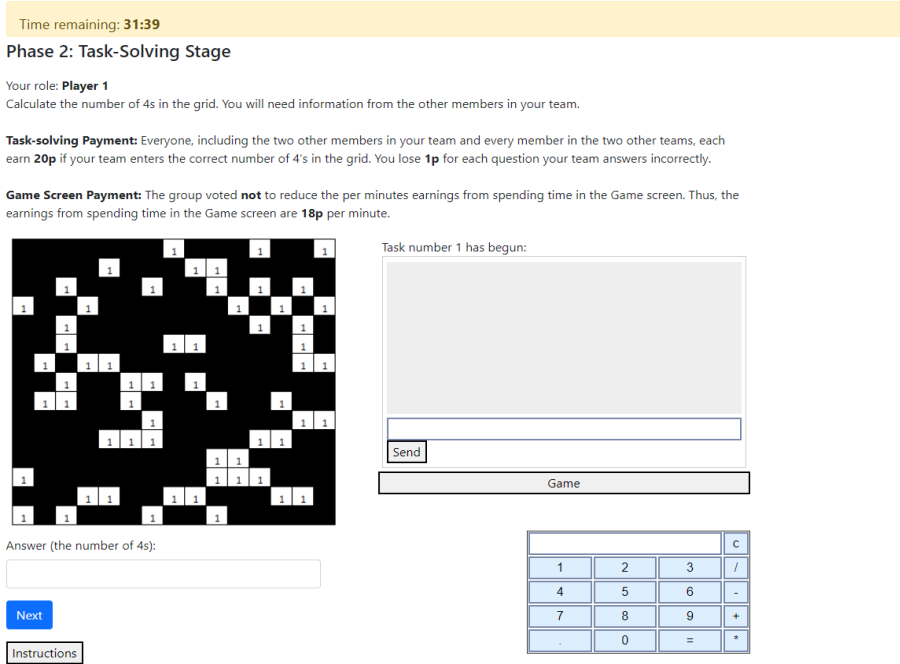 Time remaining: 31:39
Phase 2: Task-Solving Stage
Your role: Player 1
Calculate the number of 4s in the grid. You will need information from the other members in your team.
Task-solving Payment: Everyone, including the two other members in your team and every member in the two other teams, each
earn 20p if your team enters the correct number of 4's in the grid. You lose 1p for each question your team answers incorrectly.
Game Screen Payment: The group voted not to reduce the per minutes earnings from spending time in the Game screen. Thus, the
earnings from spending time in the Game screen are 18p per minute.
1 1 1
1 1 1
1 1 1 1 1
1 1 1 1 1
1 1 1
1 1 1 1
1 1 1 1 1
1 1 1 1
1 1 1 1 1
1 1 1
1 1 1 1 1
1 1
1 1 1 1
1 1 1 1 1 1
1 1 1 1
Task number 1 has begun:
Send
Game
Answer (the number of 4s):
Next
Instructions
c
1 2 3 /
4 5 6 -
7 8 9 +
. 0 = *